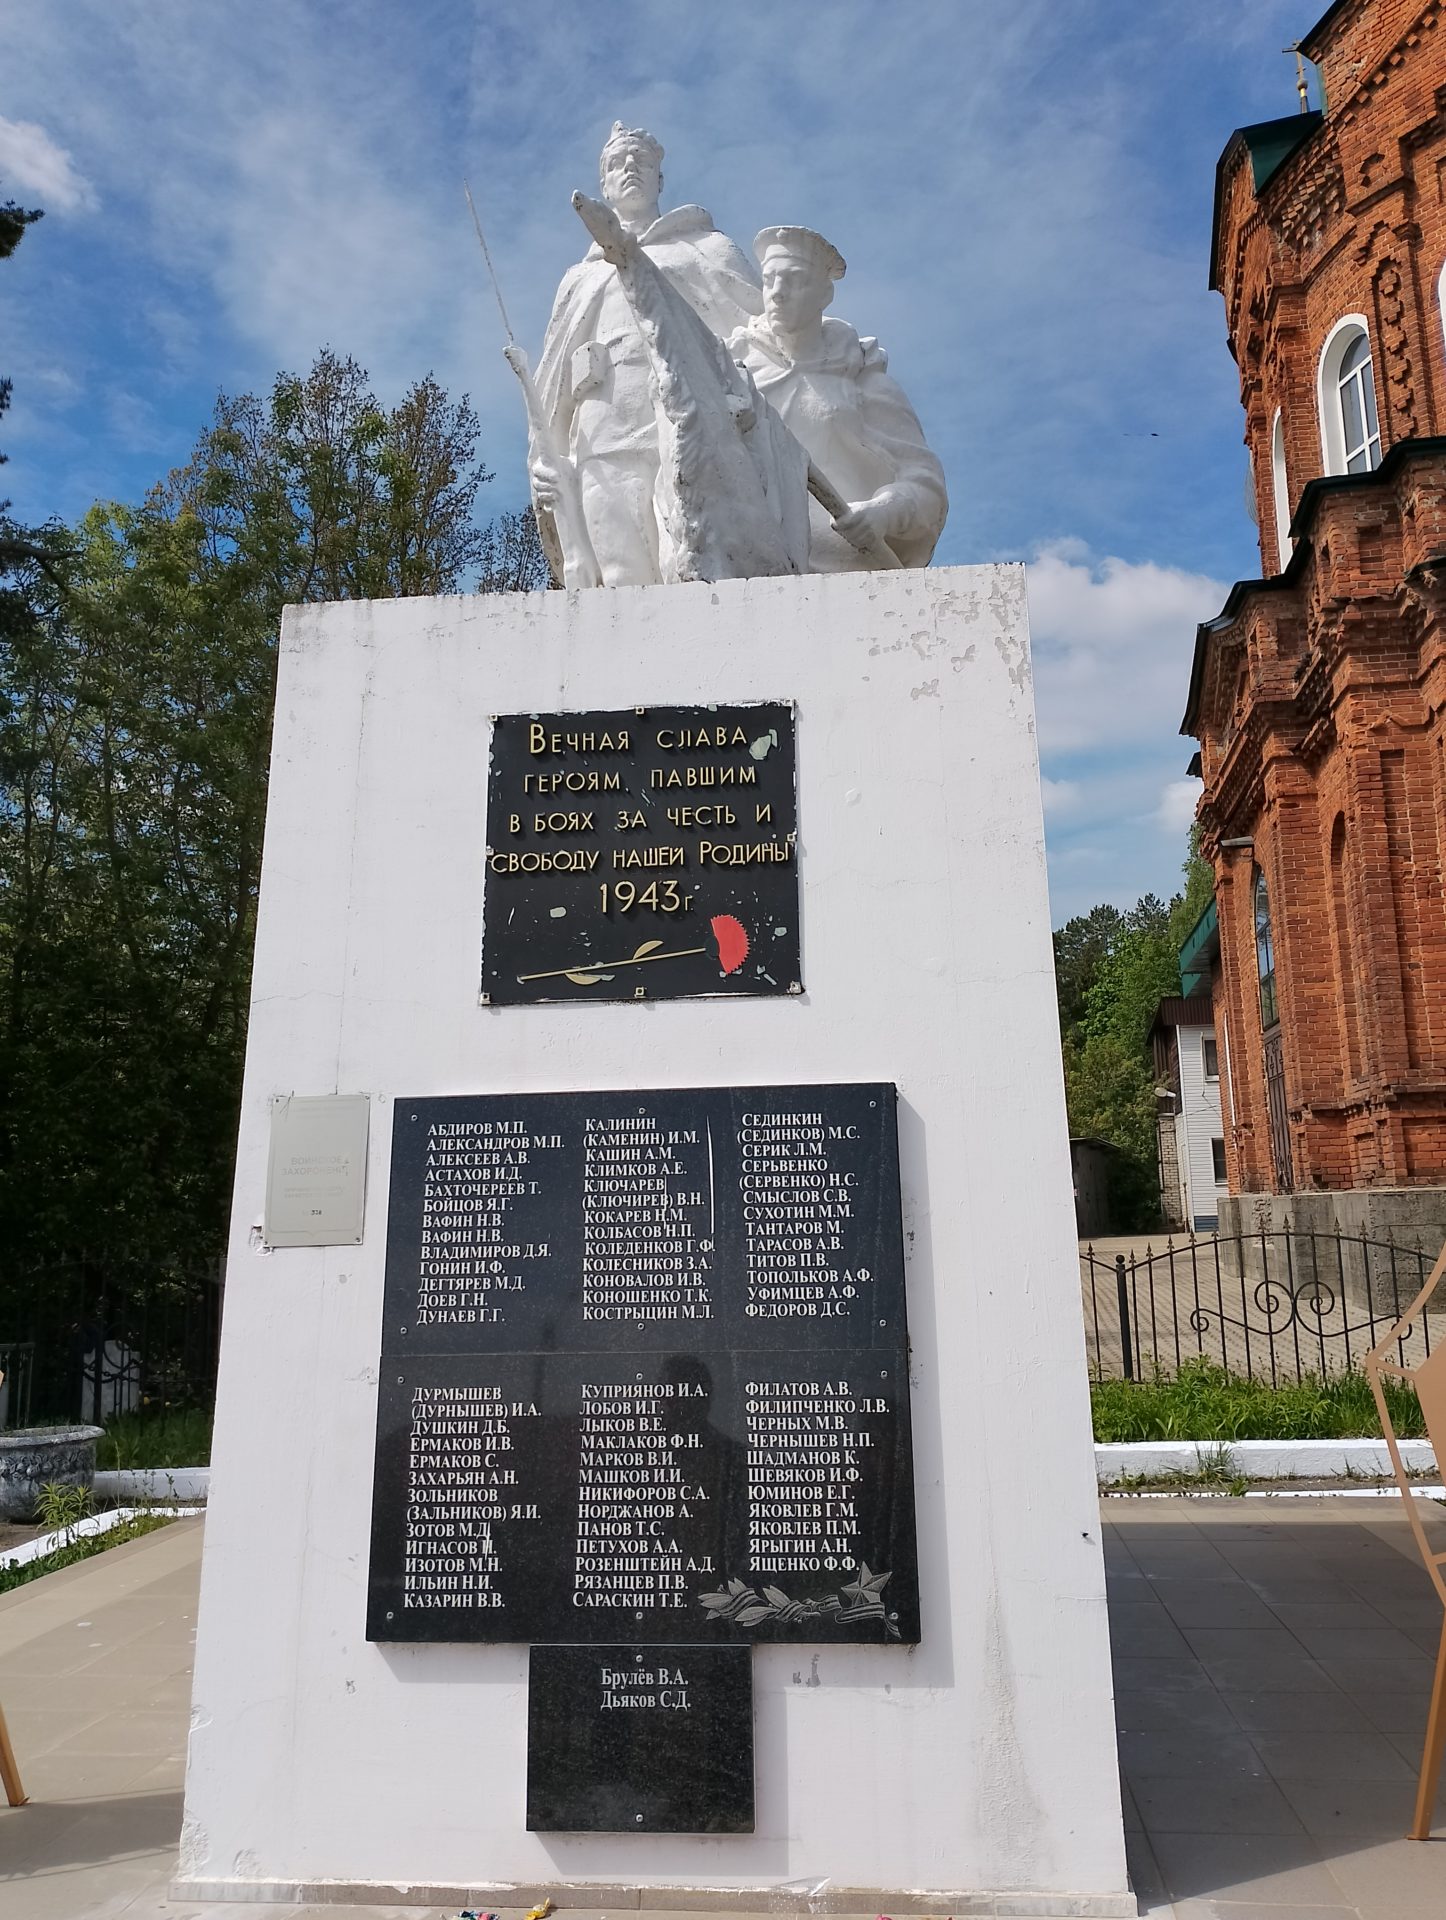 Вечная слава
героям, павшим
в боях за честь и
свободу нашей Родины
1943г
ВОИНСКОЕ
ЗАХОРОНЕНИЕ
АБДИРОВ М.П.
АЛЕКСАНДРОВ М.П.
АЛЕКСЕЕВ А.В.
АСТАХОВ И.Д.
БАХТОЧЕРЕЕВ Т.
БОЙЦОВ Я.Г.
ВАФИН Н.В.
ВАФИН Н.В.
ВЛАДИМИРОВ Д.Я.
ГОНИН И.Ф.
ДЕГТЯРЕВ М.Д.
ДОЕВ Г.Н.
ДУНАЕВ Г.Г.
КАЛИНИН
(КАМЕНИН) И.М.
КАШИН А.М.
КЛИМКОВ А.Е.
КЛЮЧАРЕВ
(КЛЮЧИРЕВ) В.Н.
КОКАРЕВ Н.М.
КОЛБАСОВ Н.П.
КОЛЕДЕНКОВ Г.Ф.
КОЛЕСНИКОВ З.А.
КОНОВАЛОВ И.В.
КОНОШЕНКО Т.К.
КОСТРЫЦИН М.Л.
СЕДИНКИН
(СЕДИНКОВ) М.С.
СЕРИК Л.М.
СЕРЬВЕНКО
(СЕРВЕНКО) Н.С.
СМЫСЛОВ С.В.
СУХОТИН М.М.
ТАНТАРОВ М.
ТАРАСОВ А.В.
ТИТОВ П.В.
ТОПОЛЬКОВ А.Ф.
УФИМЦЕВ А.Ф.
ФЕДОРОВ Д.С.
ДУРМЫШЕВ
(ДУРНЫШЕВ) И.А.
ДУШКИН Д.Б.
ЕРМАКОВ И.В.
ЕРМАКОВ С.
ЗАХАРЬЯН А.Н.
ЗОЛЬНИКОВ
(ЗАЛЬНИКОВ) Я.И.
ЗОТОВ М.Д.
ИГНАСОВ И.
ИЗОТОВ М.Н.
ИЛЬИН Н.И.
КАЗАРИН В.В.
КУПРИЯНОВ И.А.
ЛОБОВ И.Г.
ЛЫКОВ В.Е.
МАКЛАКОВ Ф.Н.
МАРКОВ В.И.
МАШКОВ И.И.
НИКИФОРОВ С.А.
НОРДЖАНОВ А.
ПАНОВ Т.С.
ПЕТУХОВ А.А.
РОЗЕНШТЕЙН А.Д.
РЯЗАНЦЕВ П.В.
САРАСКИН Т.Е.
ФИЛАТОВ А.В.
ФИЛИПЧЕНКО Л.В.
ЧЕРНЫХ М.В.
ЧЕРНЫШЕВ Н.П.
ШАДМАНОВ К.
ШЕВЯКОВ И.Ф.
ЮМИНОВ Е.Г.
ЯКОВЛЕВ Г.М.
ЯКОВЛЕВ П.М.
ЯРЫГИН А.Н.
ЯЩЕНКО Ф.Ф.
Брулёв В.А.
Дьяков С.Д.